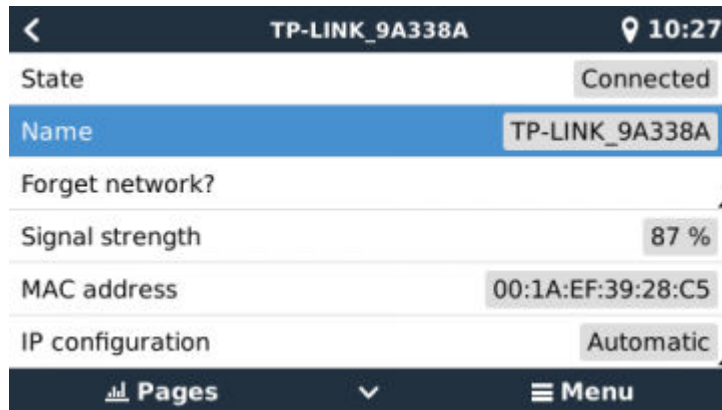 TP-LINK_9A338A 10:27
State Connected
Name TP-LINK_9A338A
Forget network?
Signal strength 87 %
MAC address 00:1A:EF:39:28:C5
IP configuration Automatic
Pages Menu